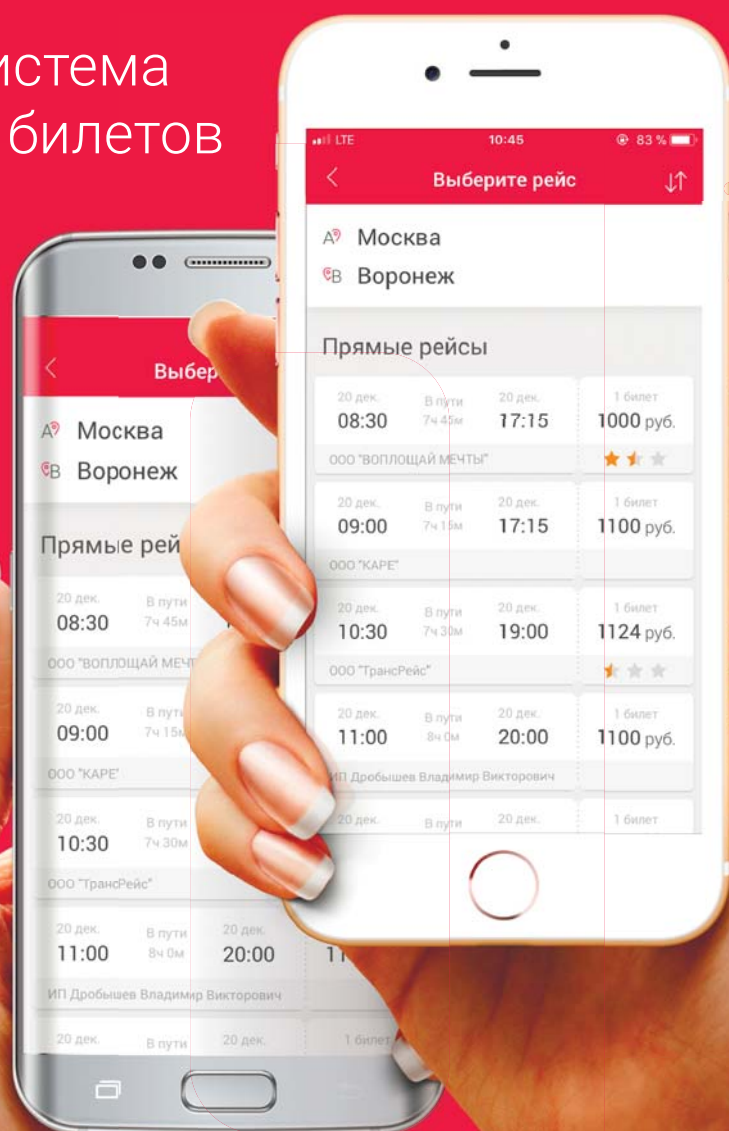 истема
билетов
LTE 10:45 83 %
Выберите рейс
A Москва
B Воронеж
Прямые рейсы
20 дек. В пути 20 дек. 1 билет
08:30 7ч 45м 17:15 1000 руб.
ООО "ВОПЛОЩАЙ МЕЧТЫ"
20 дек. В пути 20 дек. 1 билет
09:00 7ч 15м 17:15 1100 руб.
ООО "КАРЕ"
20 дек. В пути 20 дек. 1 билет
10:30 7ч 30м 19:00 1124 руб.
ООО "ТрансРейс"
20 дек. В пути 20 дек. 1 билет
11:00 8ч 0м 20:00 1100 руб.
ИП Дробышев Владимир Викторович
20 дек. В пути 20 дек. 1 билет
Выбер
A Москва
B Воронеж
Прямые рей
20 дек. В пути
08:30 7ч 45м
ООО "ВОПЛОЩАЙ МЕЧТ
20 дек. В пути
09:00 7ч 15м
ООО "КАРЕ"
20 дек. В пути
10:30 7ч 30м
ООО "ТрансРейс"
20 дек. В пути 20 дек.
11:00 8ч 0м 20:00 11
ИП Дробышев Владимир Викторович
20 дек. В пути 20 дек. 1 билет